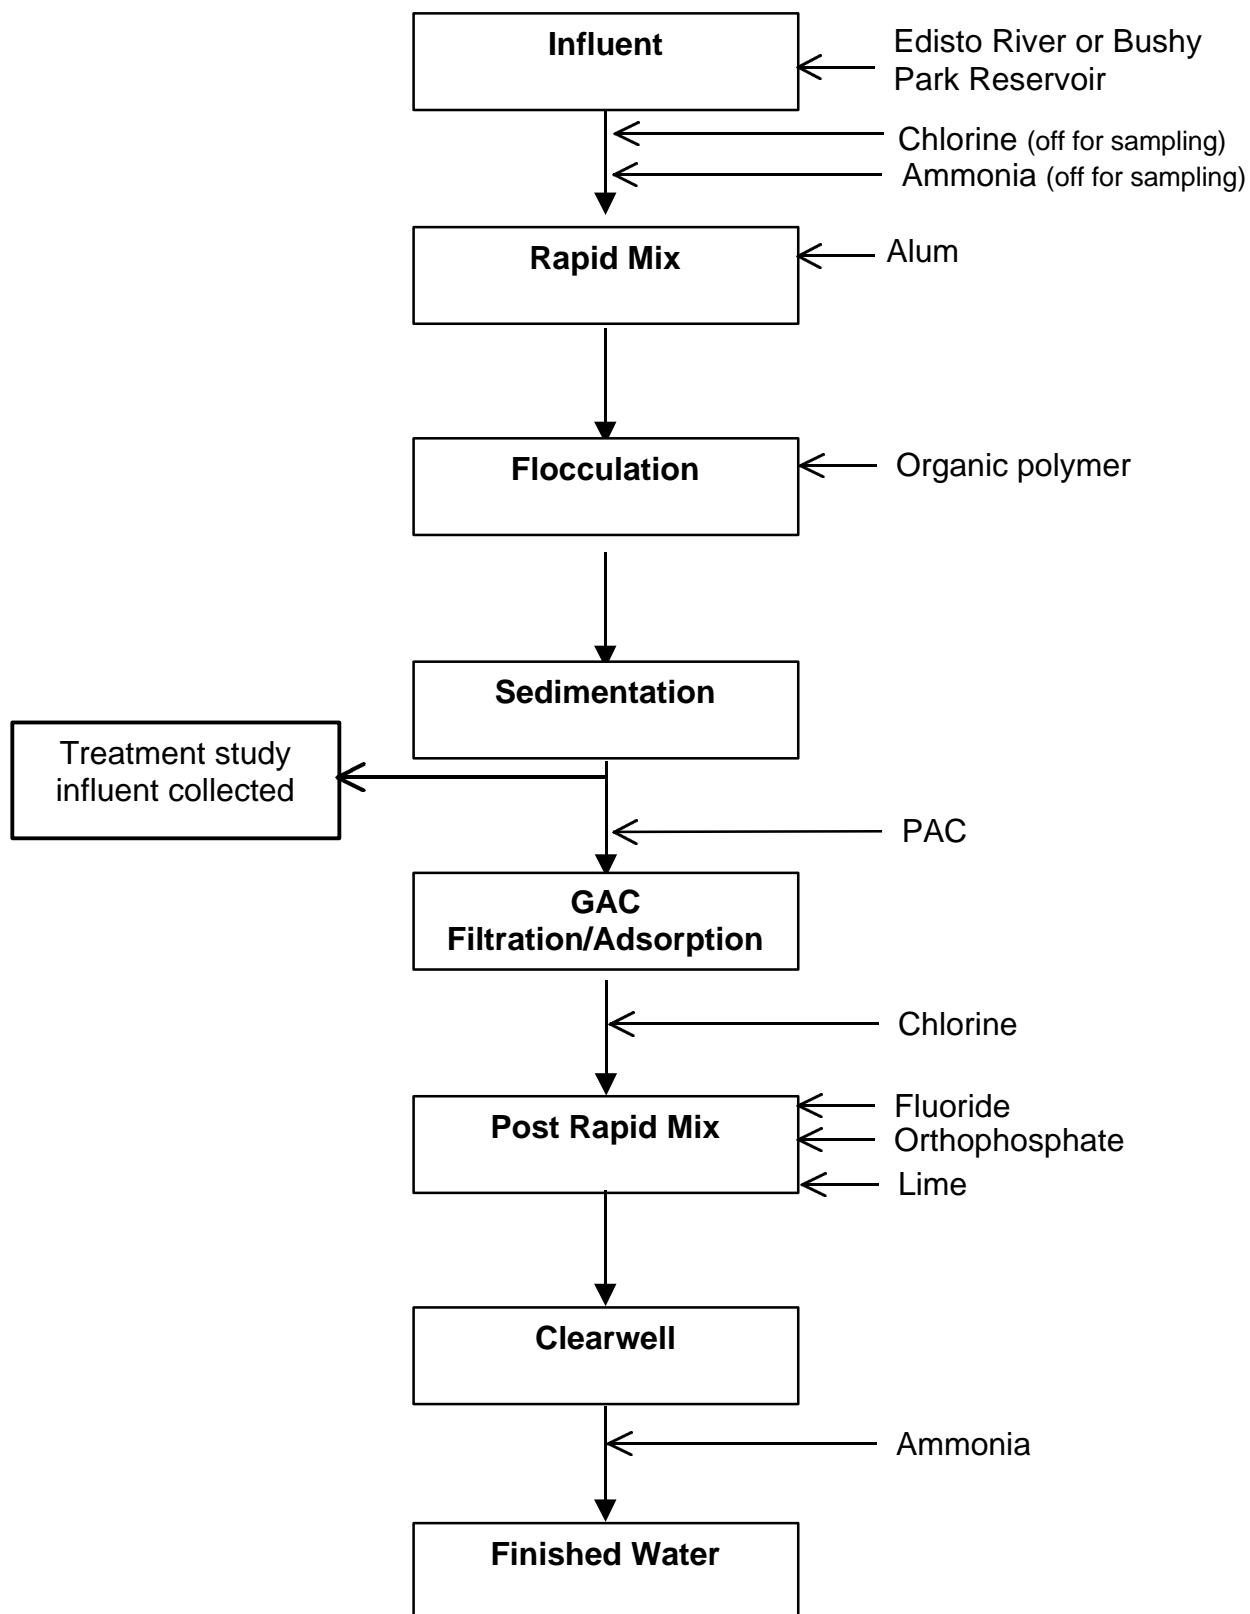 Influent
Edisto River or Bushy
Park Reservoir
Chlorine (off for sampling)
Ammonia (off for sampling)
Rapid Mix
Alum
Flocculation
Organic polymer
Sedimentation
Treatment study
influent collected
PAC
GAC
Filtration/Adsorption
Chlorine
Post Rapid Mix
Fluoride
Orthophosphate
Lime
Clearwell
Ammonia
Finished Water